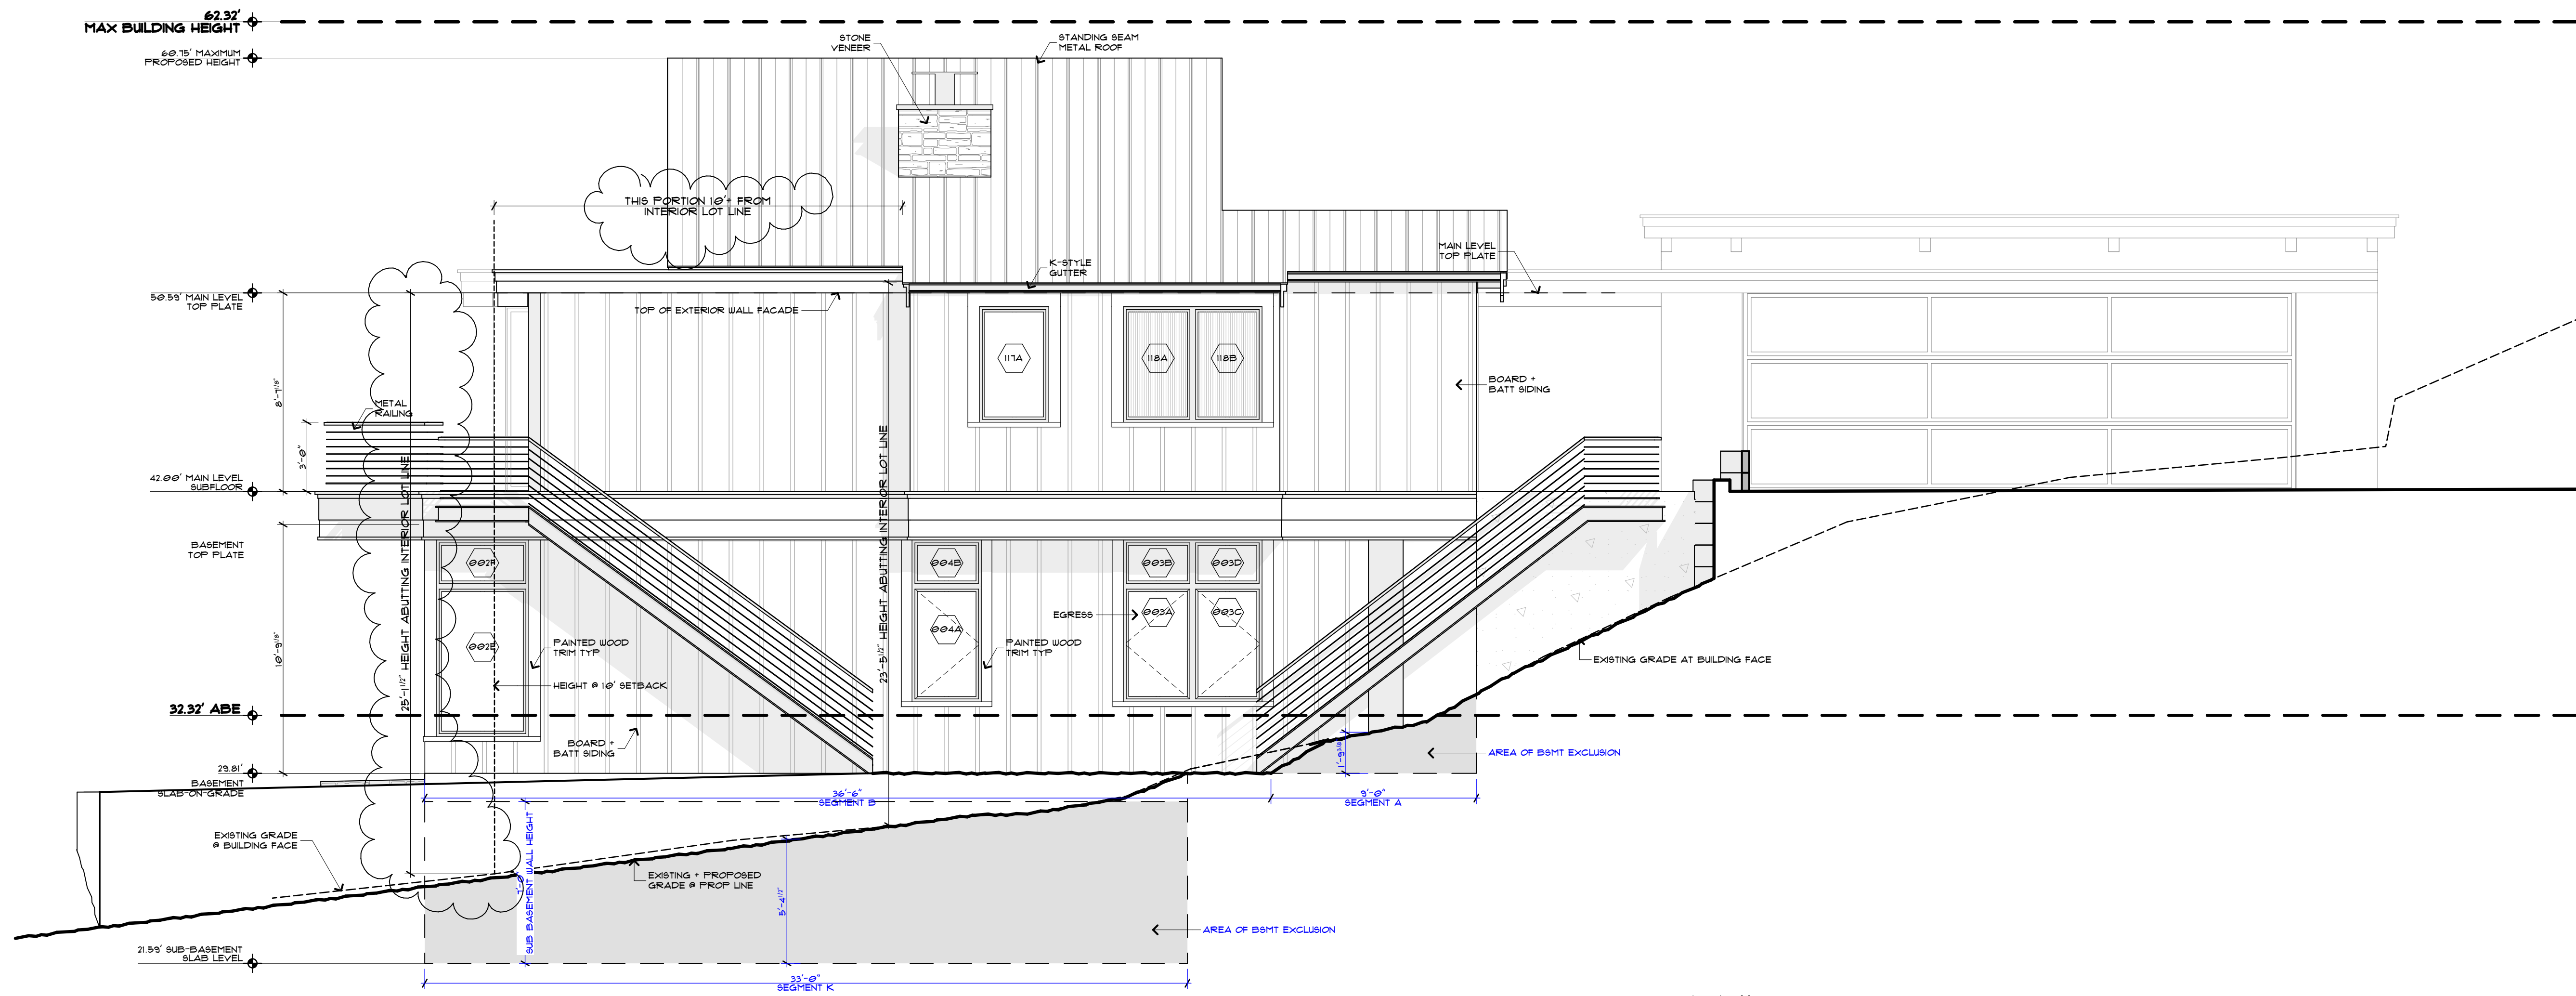 62.32'
MAX BUILDING HEIGHT
60.75' MAXIMUM
PROPOSED HEIGHT
STONE
VENEER
STANDING SEAM
METAL ROOF
THIS PORTION 10'+ FROM
INTERIOR LOT LINE
MAIN LEVEL
TOP PLATE
K-STYLE
GUTTER
50.59' MAIN LEVEL
TOP PLATE
TOP OF EXTERIOR WALL FACADE
117A
118A
118B
8'-7 1/8"
BOARD +
BATT SIDING
METAL
RAILING
3'-0"
42.00' MAIN LEVEL
SUBFLOOR
25'-1 1/2" HEIGHT ABUTTING INTERIOR LOT LINE
23'-5 1/2" HEIGHT ABUTTING INTERIOR LOT LINE
BASEMENT
TOP PLATE
002F
004B
003B
003D
10'-9 1/8"
EGRESS
003A
003C
004A
002E
PAINTED WOOD
TRIM TYP
PAINTED WOOD
TRIM TYP
EXISTING GRADE AT BUILDING FACE
HEIGHT @ 10' SETBACK
32.32' ABE
BOARD +
BATT SIDING
1'-9 3/8"
AREA OF BSMT EXCLUSION
29.81'
BASEMENT
SLAB-ON-GRADE
36'-6"
SEGMENT B
9'-0"
SEGMENT A
EXISTING GRADE
@ BUILDING FACE
7'-0"
SUB BASEMENT WALL HEIGHT
EXISTING + PROPOSED
GRADE @ PROP LINE
5'-4 1/2"
AREA OF BSMT EXCLUSION
21.59' SUB-BASEMENT
SLAB LEVEL
33'-0"
SEGMENT K